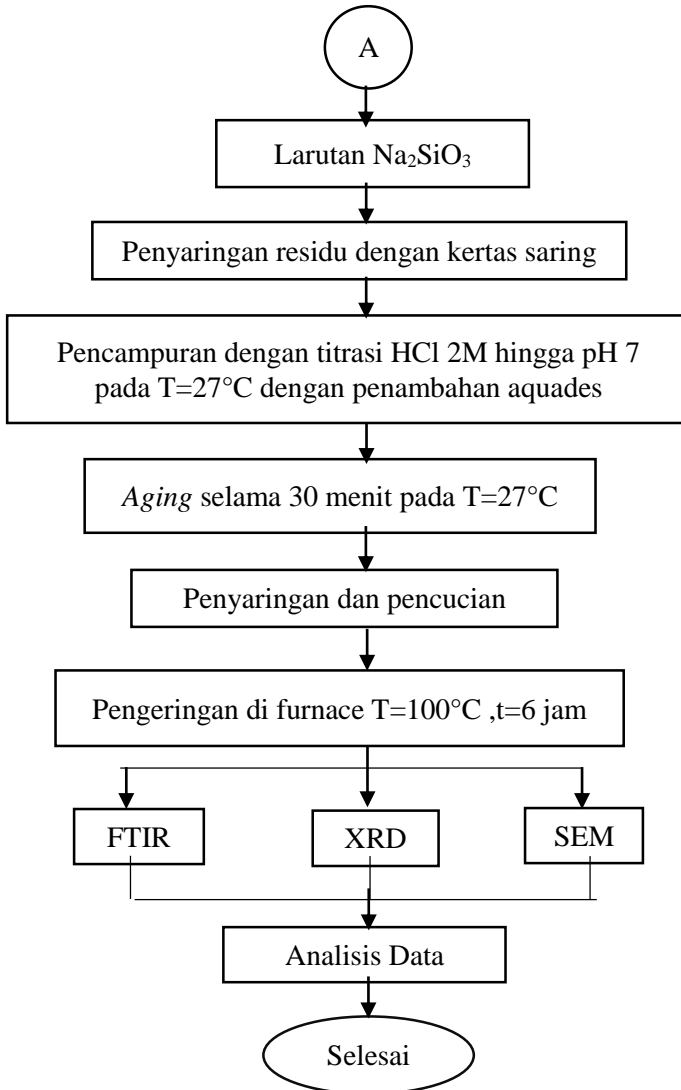 A
Larutan Na₂SiO₃
Penyaringan residu dengan kertas saring
Pencampuran dengan titrasi HCl 2M hingga pH 7
pada T=27°C dengan penambahan aquades
Aging selama 30 menit pada T=27°C
Penyaringan dan pencucian
Pengeringan di furnace T=100°C ,t=6 jam
FTIR
XRD
SEM
Analisis Data
Selesai